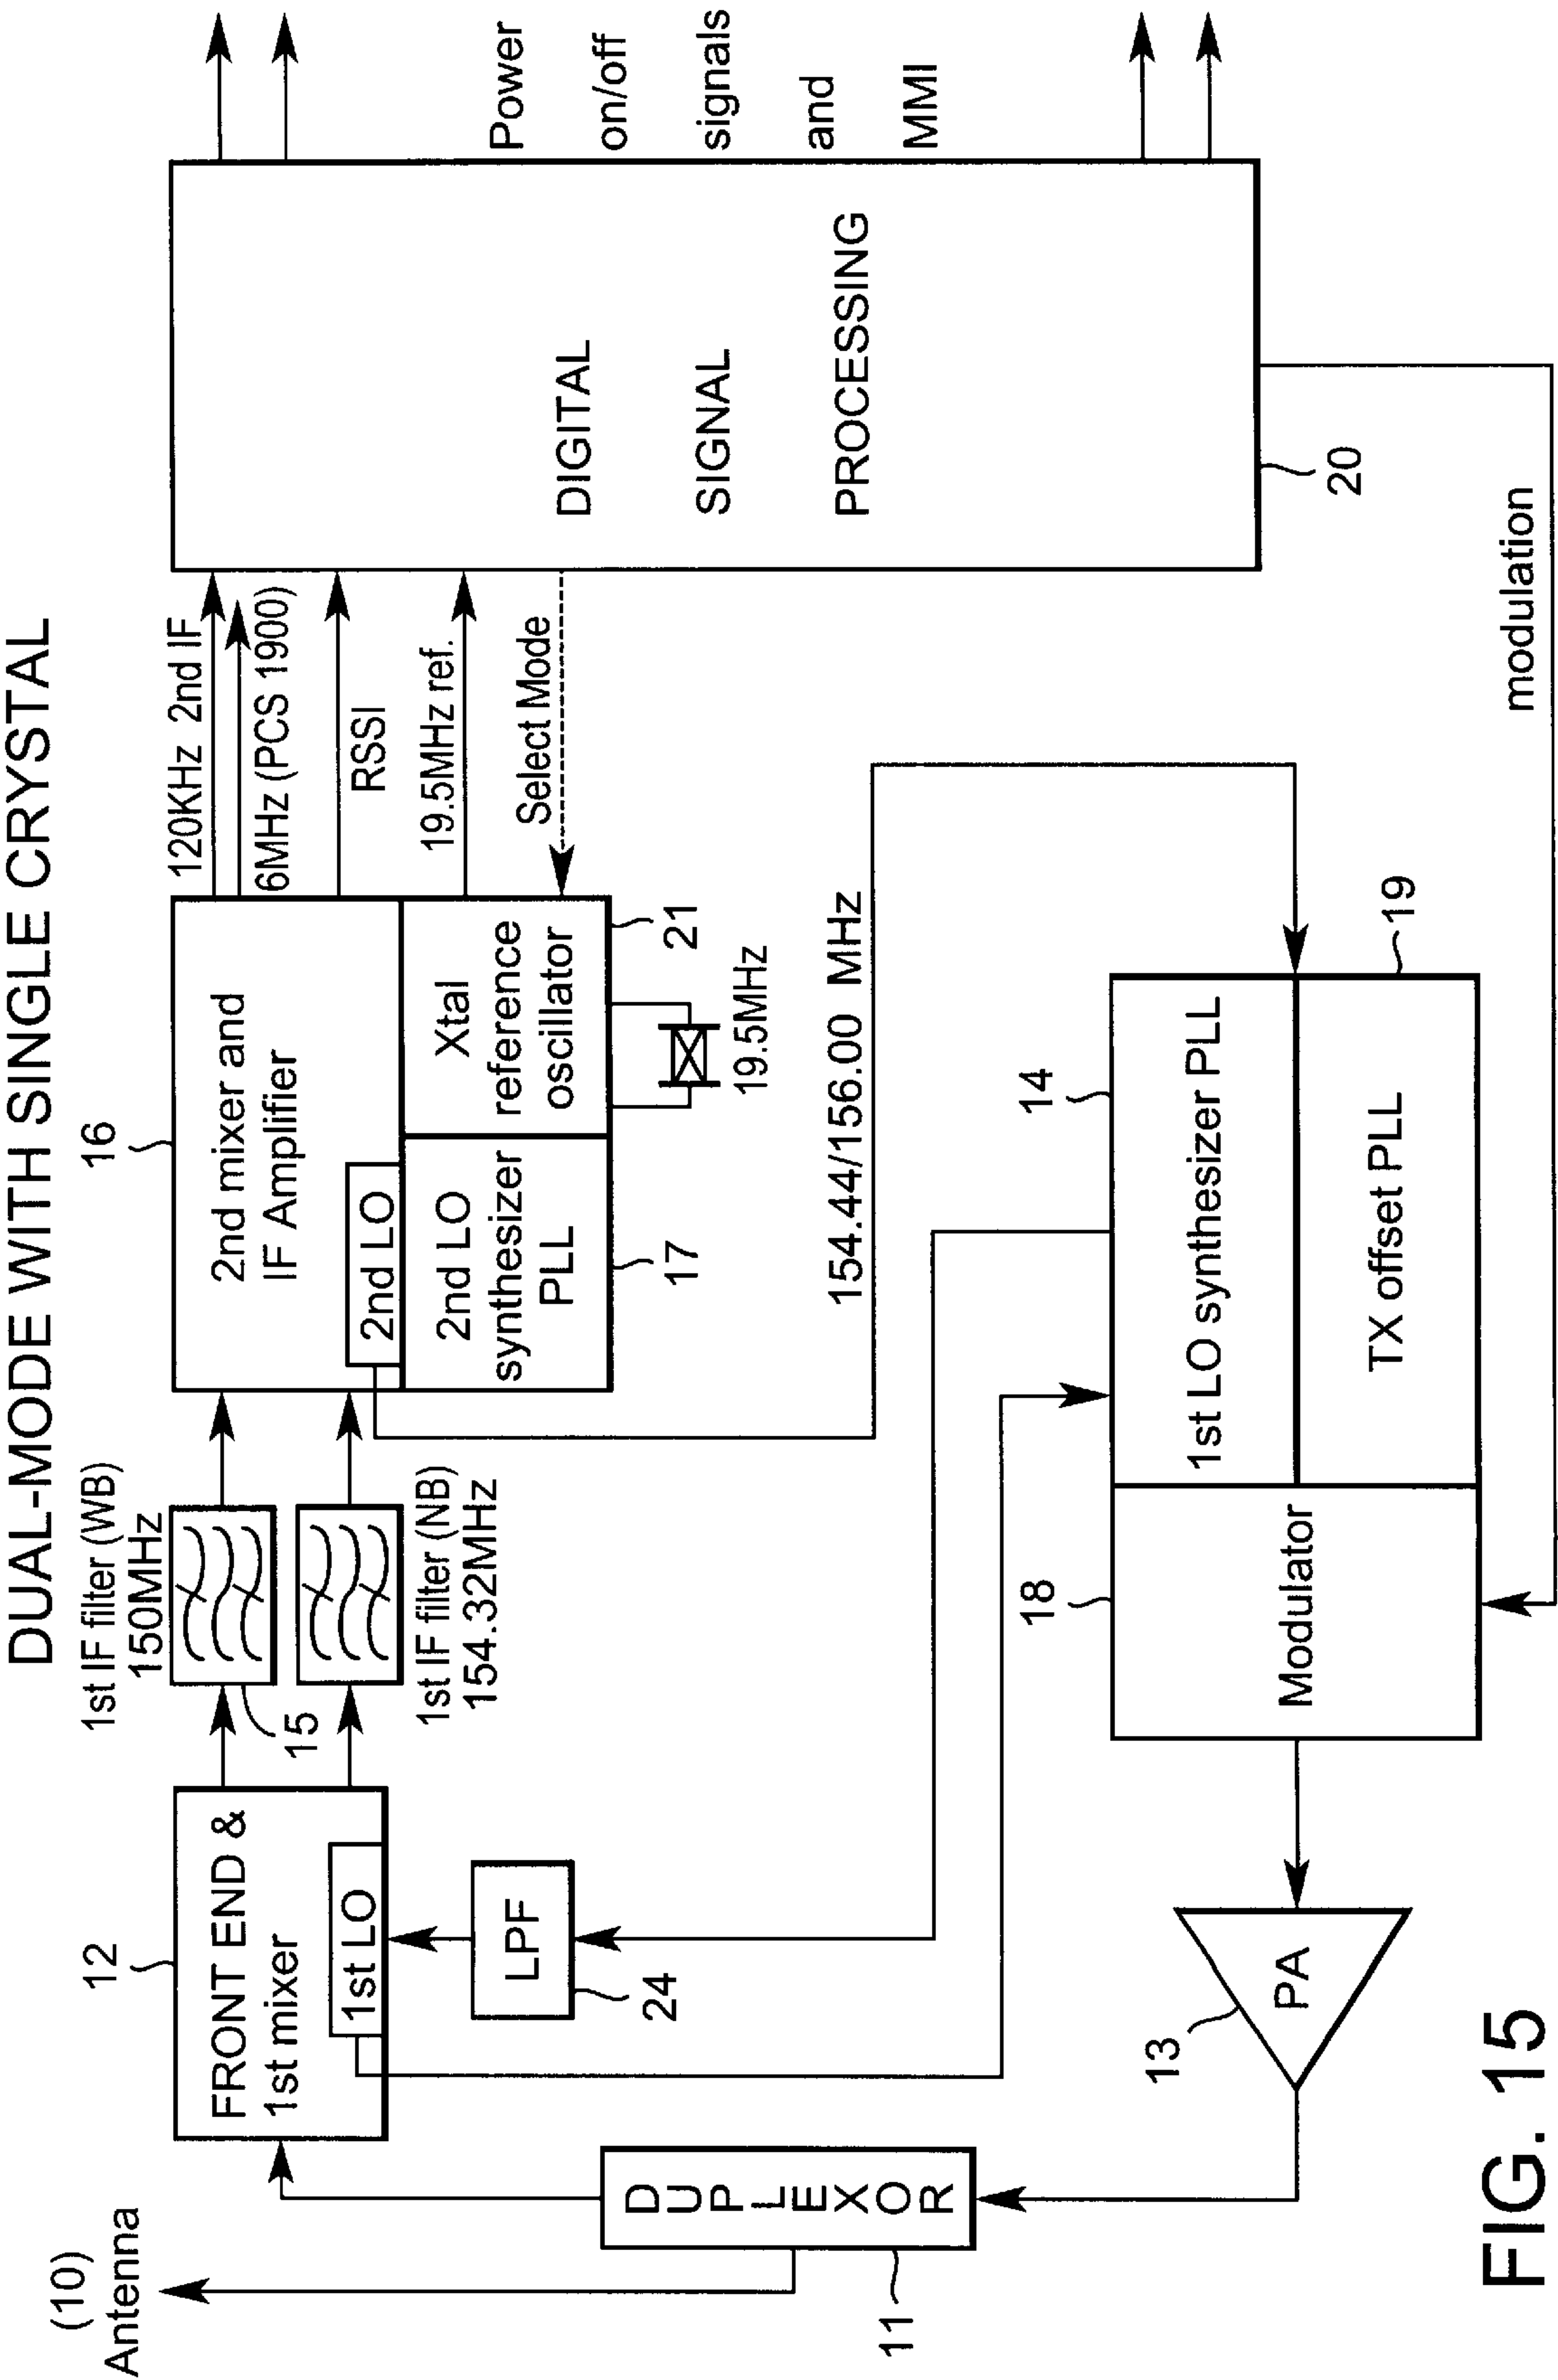 DUAL-MODE WITH SINGLE CRYSTAL
(10)
Antenna
11
DUPLEXOR
12
FRONT END &
1st mixer
1st LO
LPF
24
1st IF filter (WB)
150MHz
15
1st IF filter (NB)
154.32MHz
16
2nd mixer and
IF Amplifier
2nd LO
2nd LO
synthesizer
PLL
17
Xtal
reference
oscillator
21
19.5MHz
120KHz 2nd IF
6MHz (PCS 1900)
RSSI
19.5MHz ref.
Select Mode
DIGITAL
SIGNAL
PROCESSING
20
Power
on/off
signals
and
MMI
154.44/156.00 MHz
14
1st LO synthesizer PLL
TX offset PLL
19
18
Modulator
modulation
13
PA
FIG. 15